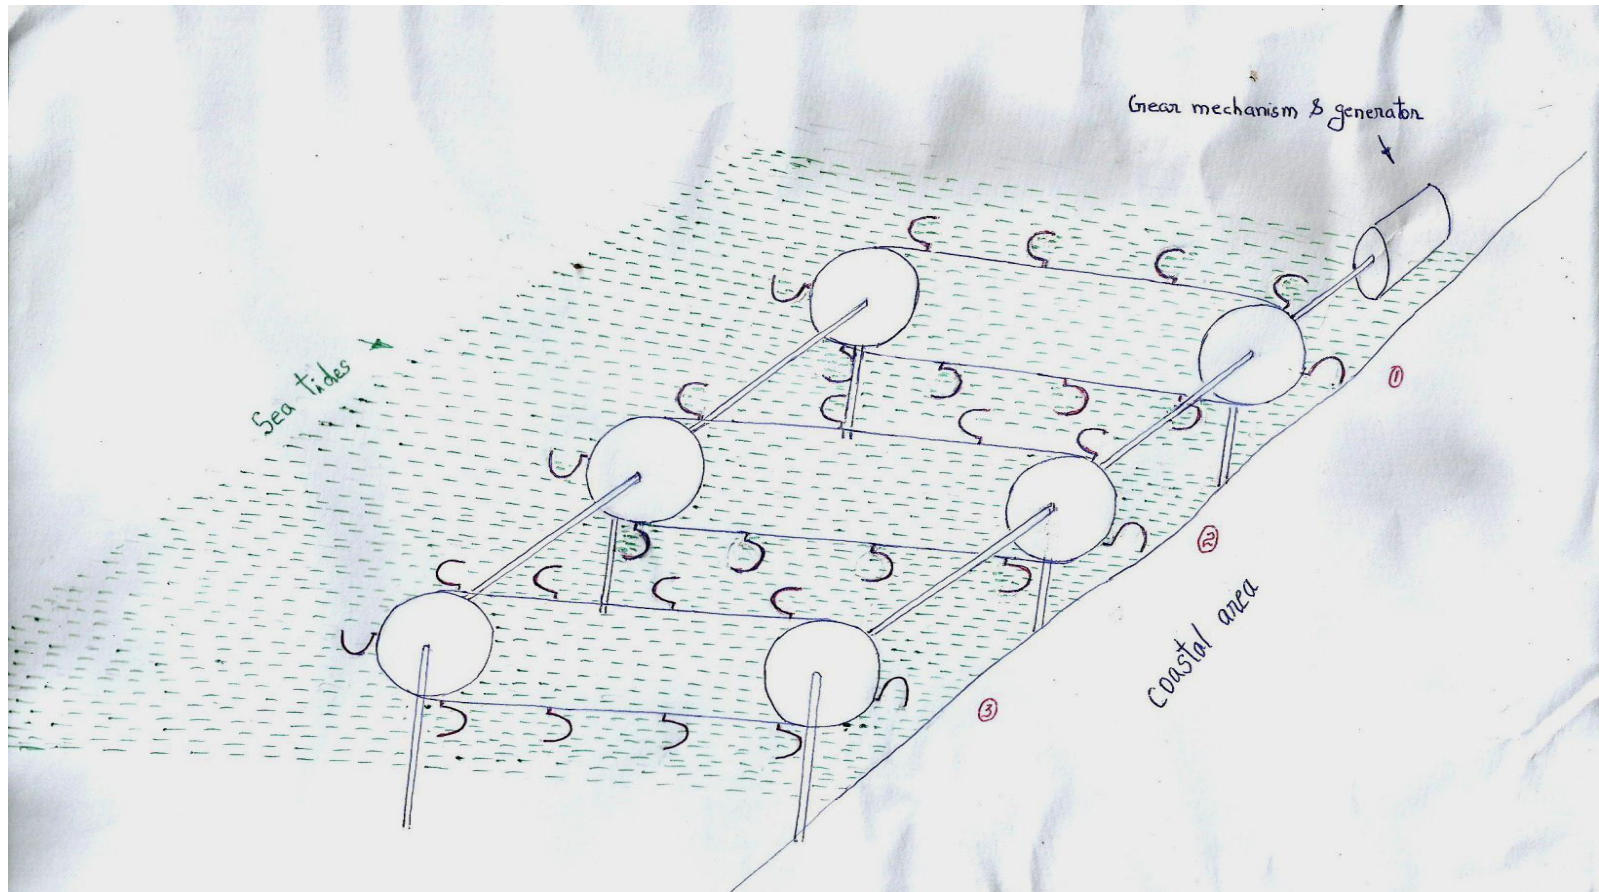 Gear mechanism & generator
Sea tides
①
②
③
Coastal area